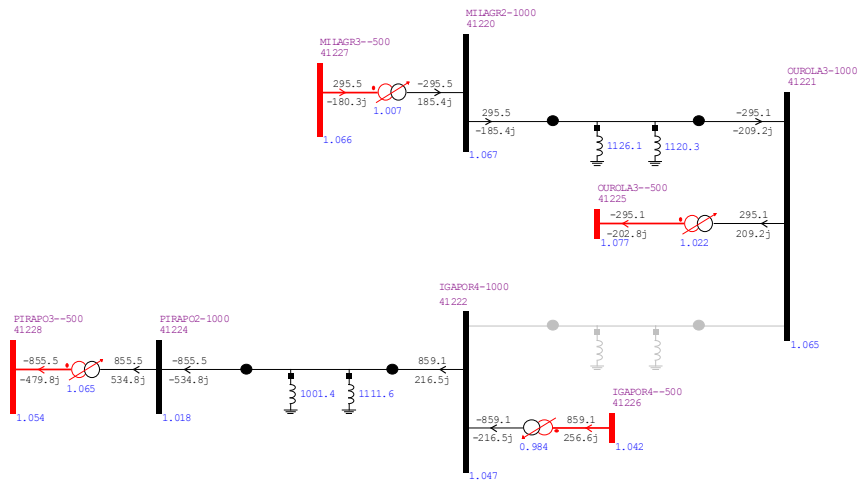 MILAGR2-1000
41220
MILAGR3--500
41227
295.5
-180.3j
1.007
-295.5
185.4j
1.066
OUROLA3-1000
41221
295.5
-185.4j
1126.1
1120.3
-295.1
-209.2j
1.067
OUROLA3--500
41225
-295.1
-202.8j
1.077
1.022
295.1
209.2j
IGAPOR4-1000
41222
1.065
PIRAPO3--500
41228
PIRAPO2-1000
41224
-855.5
-479.8j
1.065
855.5
534.8j
-855.5
-534.8j
1001.4
1111.6
859.1
216.5j
1.054
1.018
IGAPOR4--500
41226
-859.1
-216.5j
0.984
859.1
256.6j
1.042
1.047